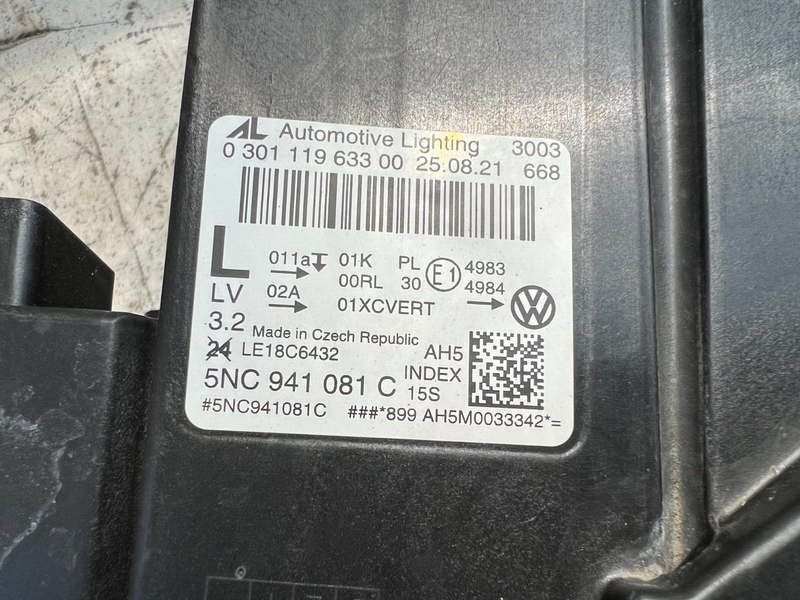 AL Automotive Lighting 3003
0 301 119 633 00 25.08.21 668
L 011a 01K PL E1 4983
00RL 30 4984
LV 02A 01XCVERT VW
3.2 Made in Czech Republic
24 LE18C6432 AH5
INDEX
5NC 941 081 C 15S
#5NC941081C ###*899 AH5M0033342*=